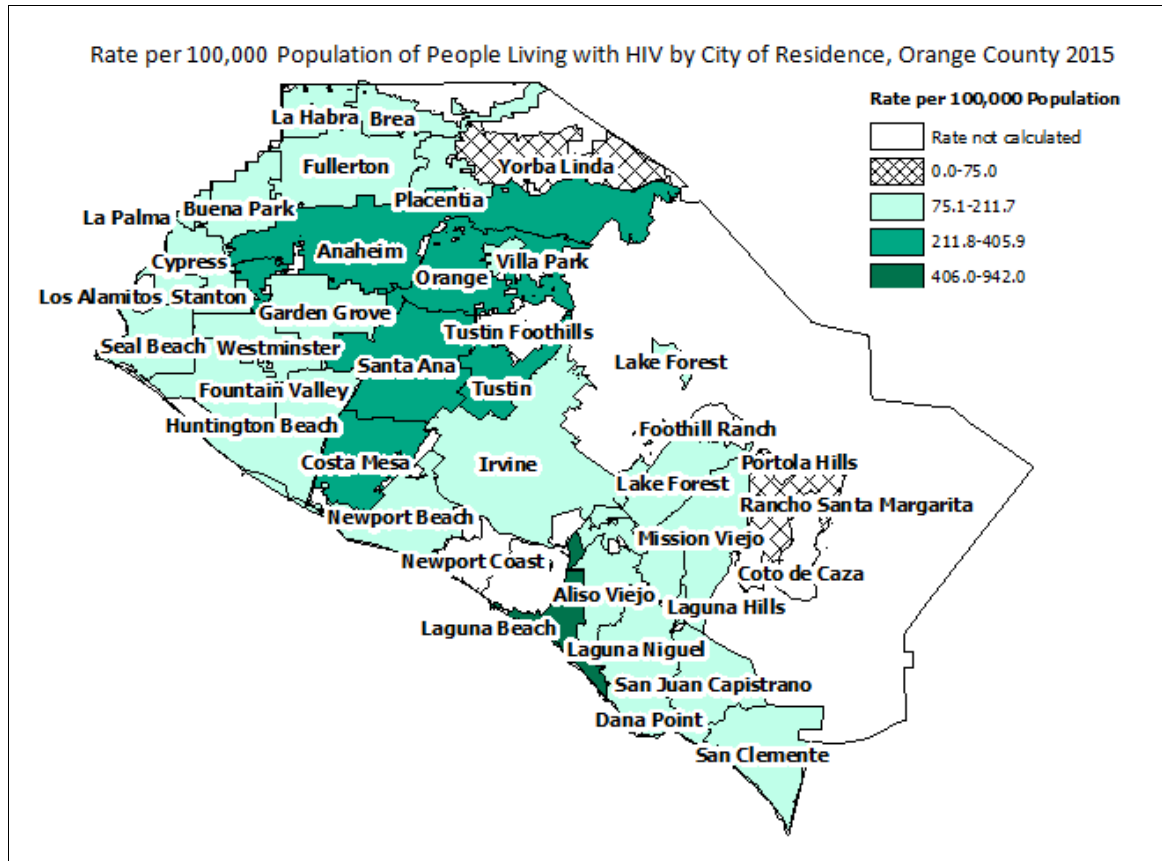 Rate per 100,000 Population of People Living with HIV by City of Residence, Orange County 2015
Rate per 100,000 Population
Rate not calculated
0.0-75.0
75.1-211.7
211.8-405.9
406.0-942.0
La Habra
Brea
Fullerton
Yorba Linda
Placentia
Buena Park
La Palma
Anaheim
Cypress
Villa Park
Orange
Los Alamitos
Stanton
Garden Grove
Tustin Foothills
Seal Beach
Westminster
Santa Ana
Lake Forest
Tustin
Fountain Valley
Huntington Beach
Foothill Ranch
Costa Mesa
Irvine
Portola Hills
Lake Forest
Rancho Santa Margarita
Newport Beach
Mission Viejo
Newport Coast
Coto de Caza
Aliso Viejo
Laguna Hills
Laguna Beach
Laguna Niguel
San Juan Capistrano
Dana Point
San Clemente